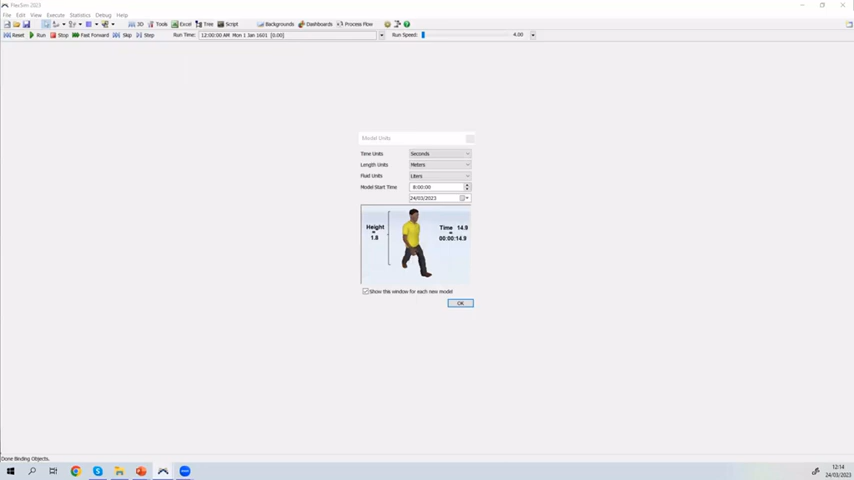 FlexSim-2023
File Edit View Execute Statistics Debug Help
3D Tools Excel Tree Script Backgrounds Dashboards Process Flow
Reset Run Stop Fast Forward Skip Step Run Time: 12:00:00 AM Mon 1 Jan 1601 [0.00] Run Speed: 4.00
Model Units
Time Units Seconds
Length Units Meters
Fluid Units Liters
Model Start Time 8:00:00
24/03/2023
Height
=
1.8
Time 14.9
=
00:00:14.9
Show this window for each new model
OK
Done Binding Objects.
12:14
24/03/2023